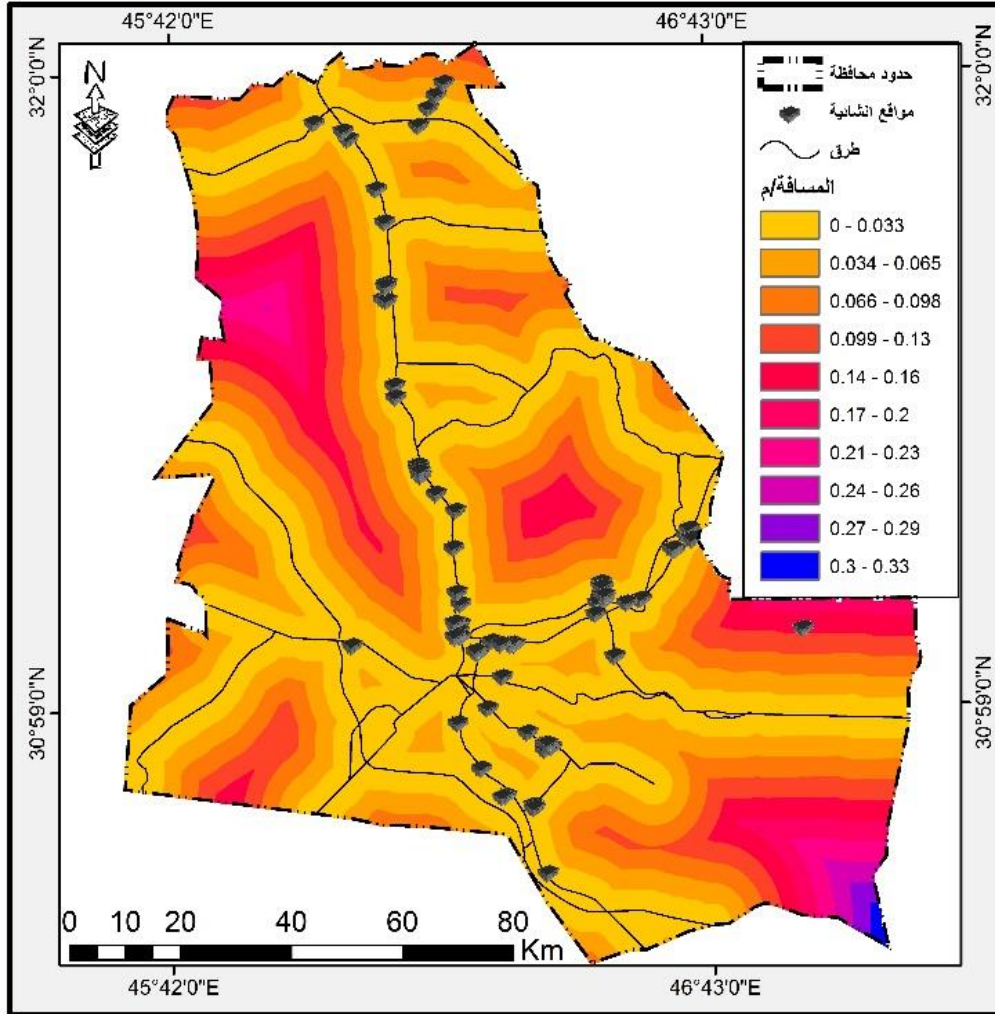 45°42'0"E
46°43'0"E
32°0'0"N
32°0'0"N
N
حدود محافظة
مواقع انشائية
طرق
المسافة/م
0 - 0.033
0.034 - 0.065
0.066 - 0.098
0.099 - 0.13
0.14 - 0.16
0.17 - 0.2
0.21 - 0.23
0.24 - 0.26
0.27 - 0.29
0.3 - 0.33
30°59'0"N
30°59'0"N
0 10 20 40 60 80
Km
45°42'0"E
46°43'0"E